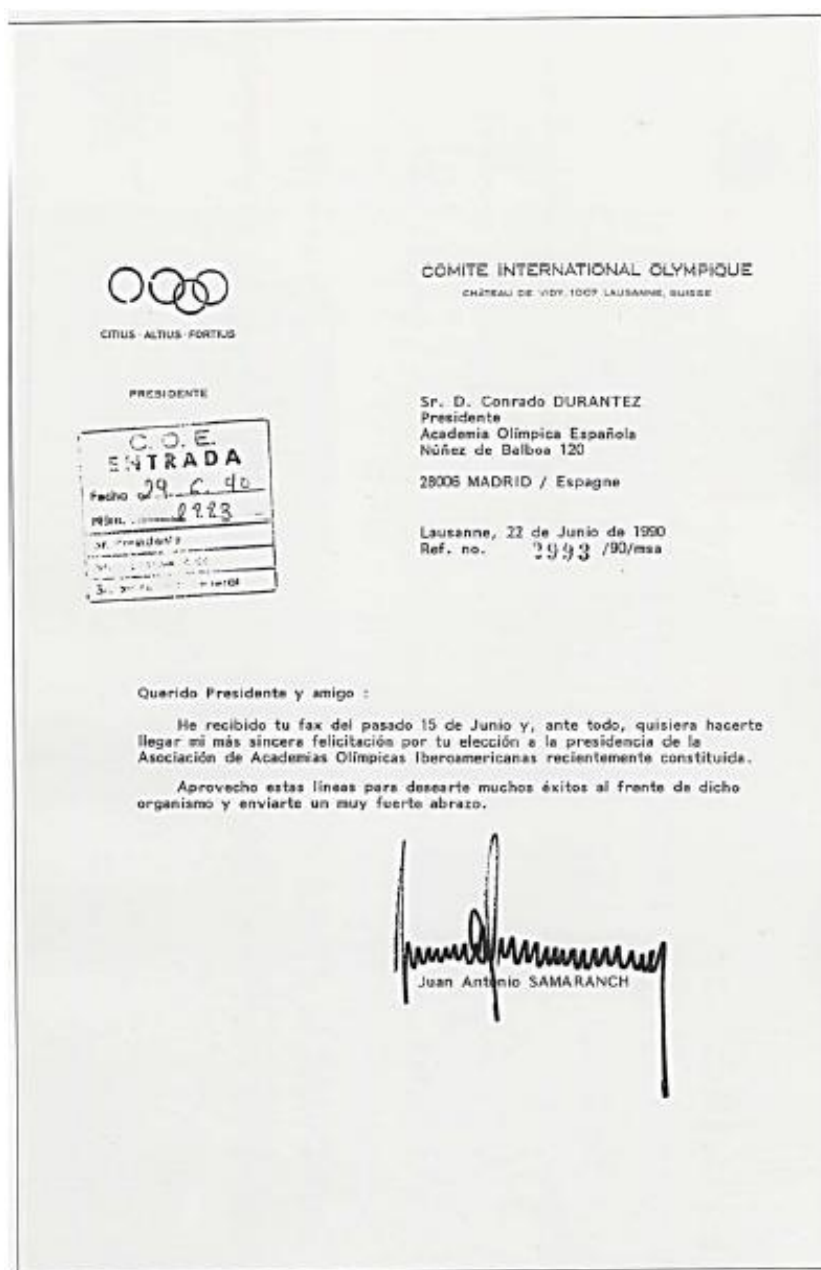 COMITE INTERNATIONAL OLYMPIQUE
CHÂTEAU DE VIDY, 1007 LAUSANNE, SUISSE
CITIUS - ALTIUS - FORTIUS
PRESIDENTE
C. O. E.
ENTRADA
Fecha 29 6 90
Núm.
Sr. Presidente
Sr. D. Conrado DURANTEZ
Presidente
Academia Olímpica Española
Núñez de Balboa 120
28006 MADRID / Espagne
Lausanne, 22 de Junio de 1990
Ref. no. 2993 /90/msa
Querido Presidente y amigo :
He recibido tu fax del pasado 15 de Junio y, ante todo, quisiera hacerte
llegar mi más sincera felicitación por tu elección a la presidencia de la
Asociación de Academias Olímpicas Iberoamericanas recientemente constituida.
Aprovecho estas líneas para desearte muchos éxitos al frente de dicho
organismo y enviarte un muy fuerte abrazo.
Juan Antonio SAMARANCH